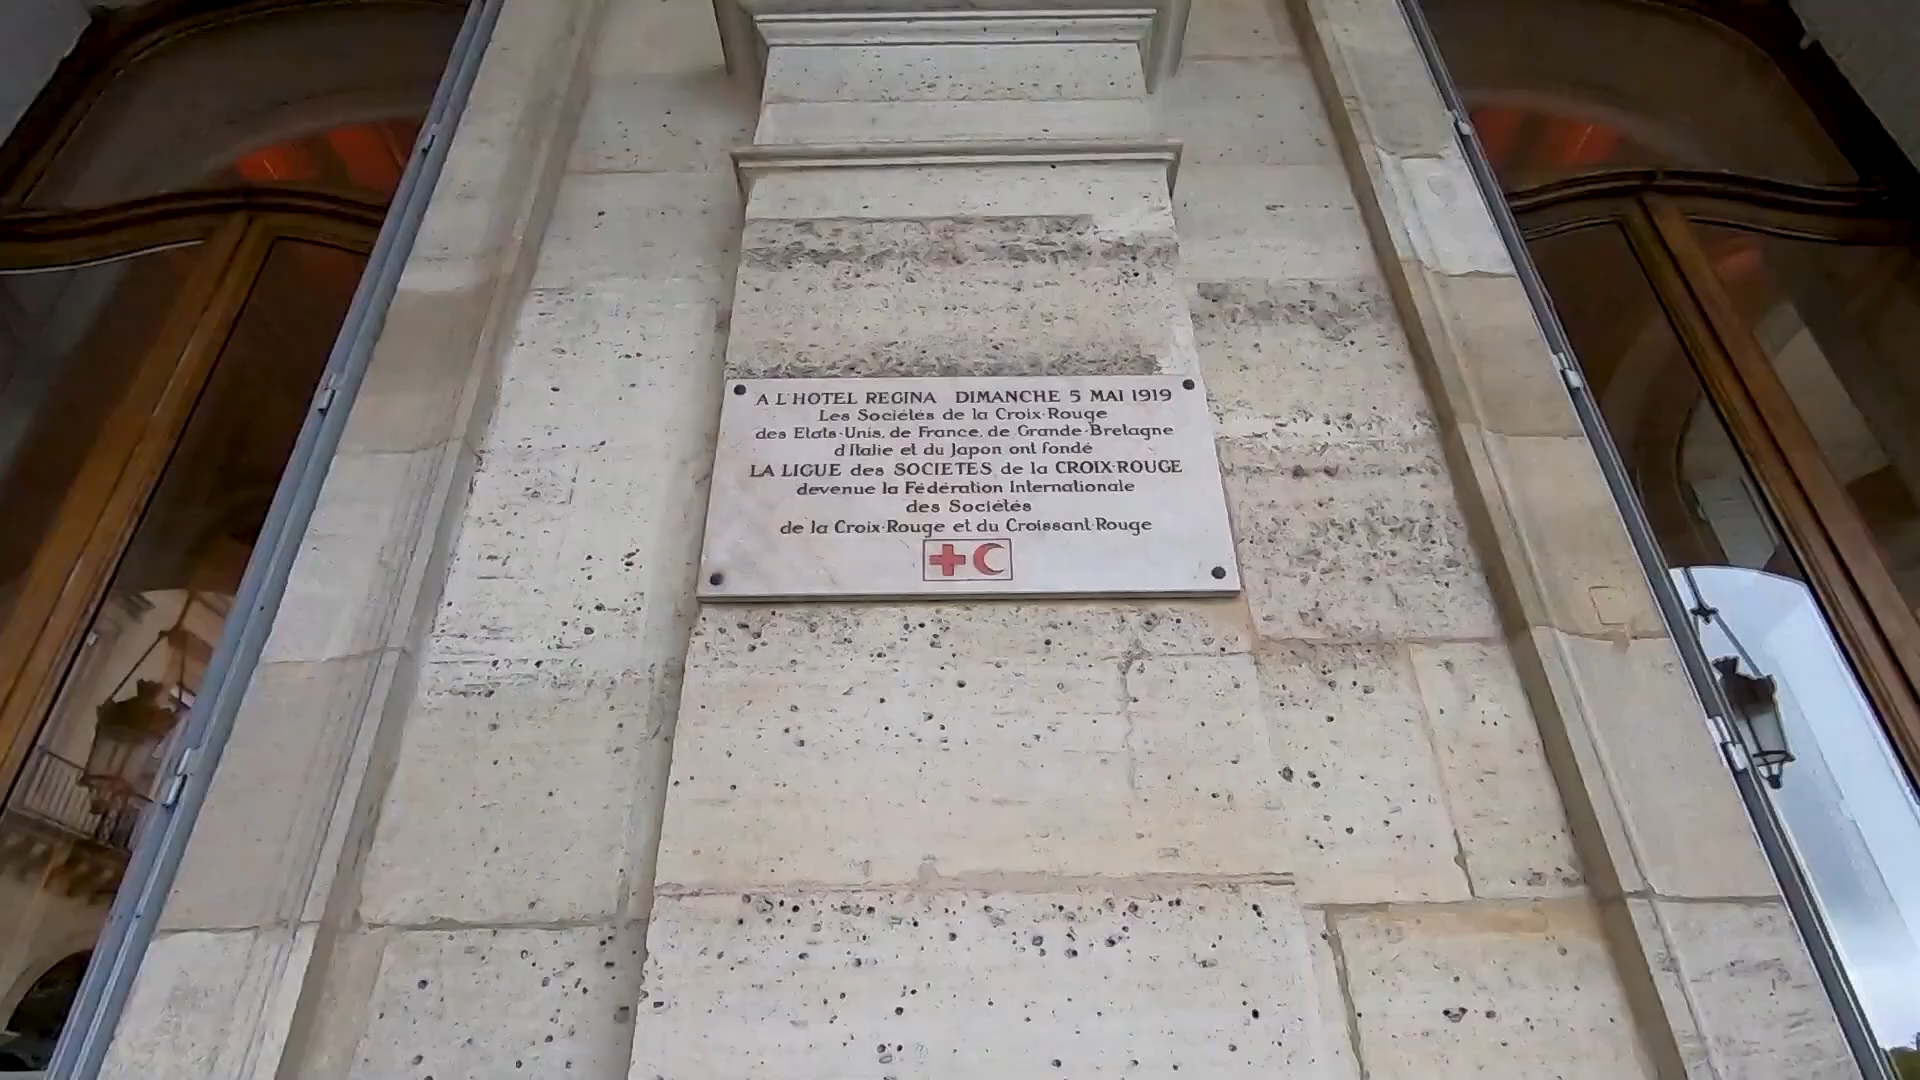 A L'HOTEL REGINA DIMANCHE 5 MAI 1919
Les Sociétés de la Croix-Rouge
des Etats-Unis, de France, de Grande-Bretagne
d'Italie et du Japon ont fondé
LA LIGUE des SOCIETES de la CROIX-ROUGE
devenue la Fédération Internationale
des Sociétés
de la Croix-Rouge et du Croissant-Rouge